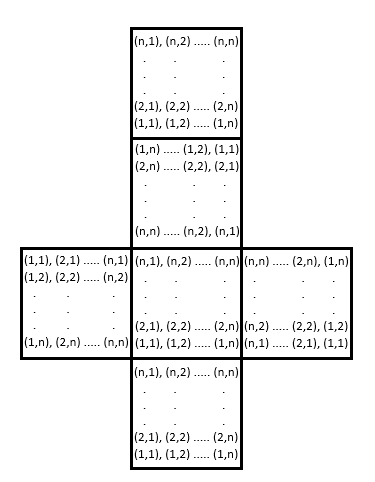 (n,1), (n,2) ..... (n,n)
. . .
. . .
. . .
(2,1), (2,2) ..... (2,n)
(1,1), (1,2) ..... (1,n)
(1,n) ..... (1,2), (1,1)
(2,n) ..... (2,2), (2,1)
. . .
. . .
. . .
(n,n) ..... (n,2), (n,1)
(1,1), (2,1) ..... (n,1)
(1,2), (2,2) ..... (n,2)
. . .
. . .
. . .
(1,n), (2,n) ..... (n,n)
(n,1), (n,2) ..... (n,n)
. . .
. . .
. . .
(2,1), (2,2) ..... (2,n)
(1,1), (1,2) ..... (1,n)
(n,n) ..... (2,n), (1,n)
. . .
. . .
. . .
(n,2) ..... (2,2), (1,2)
(n,1) ..... (2,1), (1,1)
(n,1), (n,2) ..... (n,n)
. . .
. . .
. . .
(2,1), (2,2) ..... (2,n)
(1,1), (1,2) ..... (1,n)